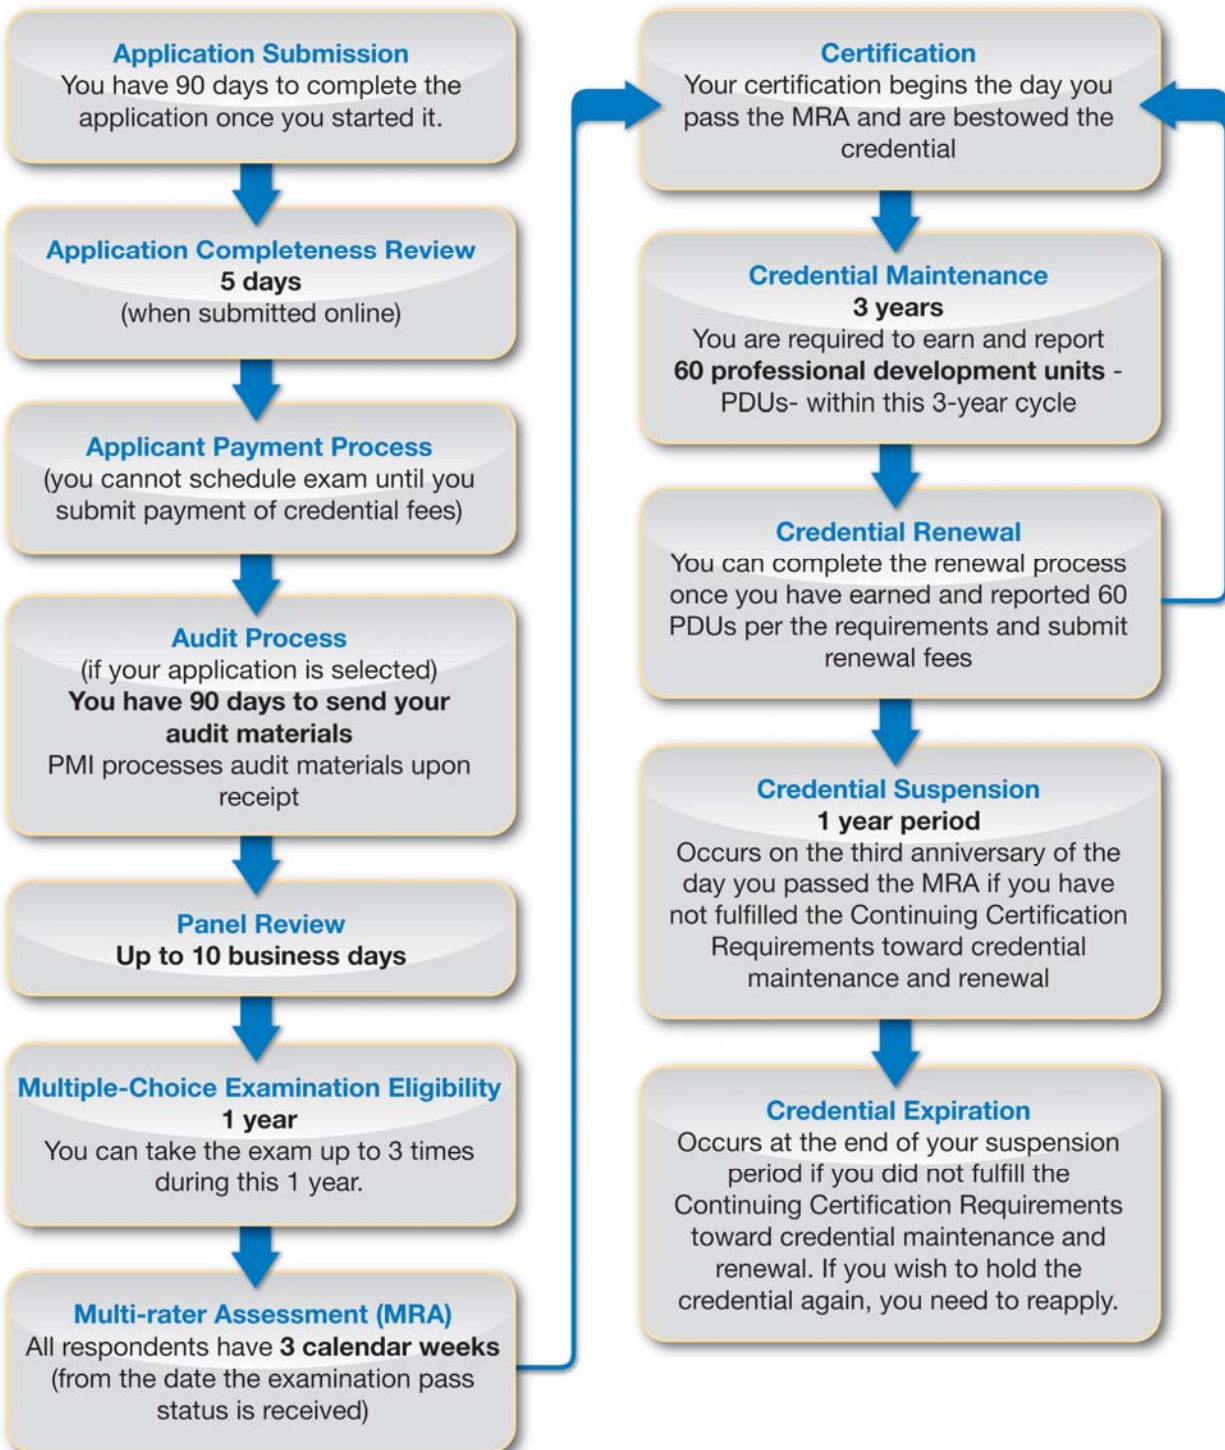 Application Submission
You have 90 days to complete the
application once you started it.
Application Completeness Review
5 days
(when submitted online)
Applicant Payment Process
(you cannot schedule exam until you
submit payment of credential fees)
Audit Process
(if your application is selected)
You have 90 days to send your
audit materials
PMI processes audit materials upon
receipt
Panel Review
Up to 10 business days
Multiple-Choice Examination Eligibility
1 year
You can take the exam up to 3 times
during this 1 year.
Multi-rater Assessment (MRA)
All respondents have 3 calendar weeks
(from the date the examination pass
status is received)
Certification
Your certification begins the day you
pass the MRA and are bestowed the
credential
Credential Maintenance
3 years
You are required to earn and report
60 professional development units -
PDUs- within this 3-year cycle
Credential Renewal
You can complete the renewal process
once you have earned and reported 60
PDUs per the requirements and submit
renewal fees
Credential Suspension
1 year period
Occurs on the third anniversary of the
day you passed the MRA if you have
not fulfilled the Continuing Certification
Requirements toward credential
maintenance and renewal
Credential Expiration
Occurs at the end of your suspension
period if you did not fulfill the
Continuing Certification Requirements
toward credential maintenance and
renewal. If you wish to hold the
credential again, you need to reapply.